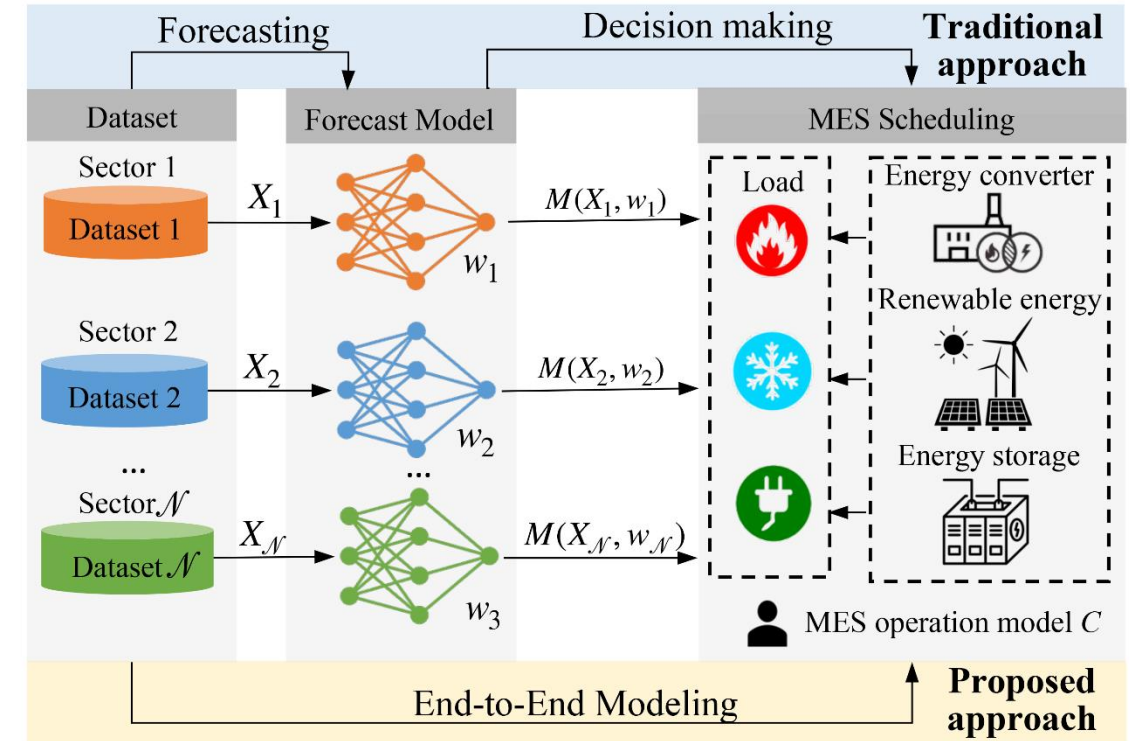 Forecasting
Decision making
Traditional
approach
Dataset
Forecast Model
MES Scheduling
Sector 1
Dataset 1
X₁
w₁
M(X₁, w₁)
Load
Energy converter
Renewable energy
Sector 2
Dataset 2
X₂
w₂
M(X₂, w₂)
Energy storage
...
...
Sector 𝒩
Dataset 𝒩
X𝒩
w₃
M(X𝒩, w𝒩)
MES operation model C
End-to-End Modeling
Proposed
approach